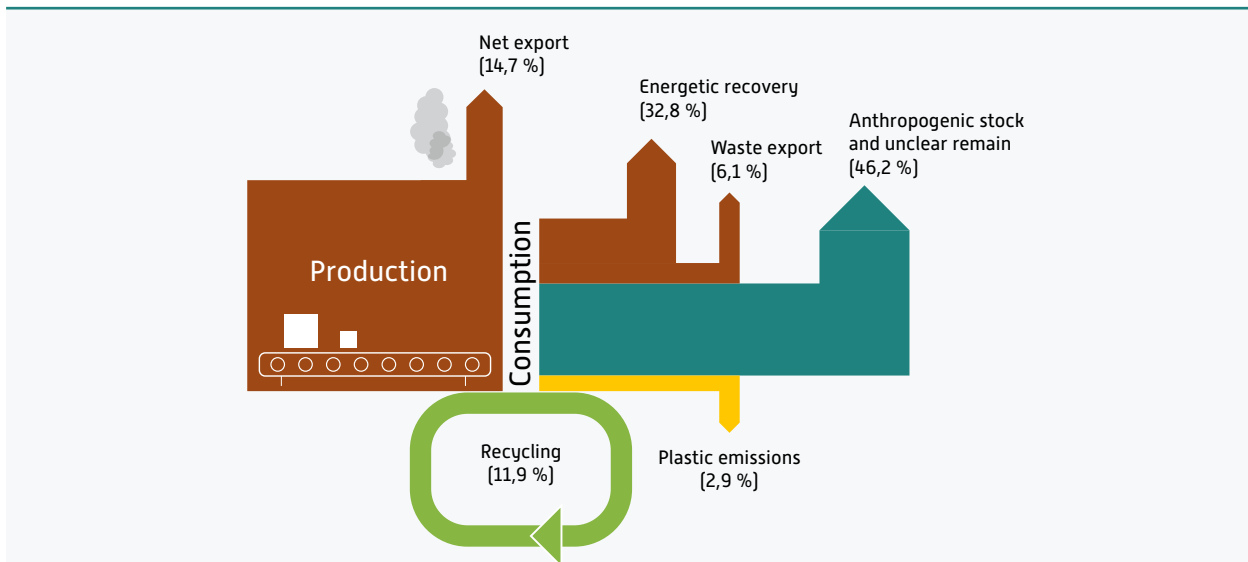 Net export
(14,7 %)
Energetic recovery
(32,8 %)
Waste export
(6,1 %)
Anthropogenic stock
and unclear remain
(46,2 %)
Production
Consumption
Recycling
(11,9 %)
Plastic emissions
(2,9 %)